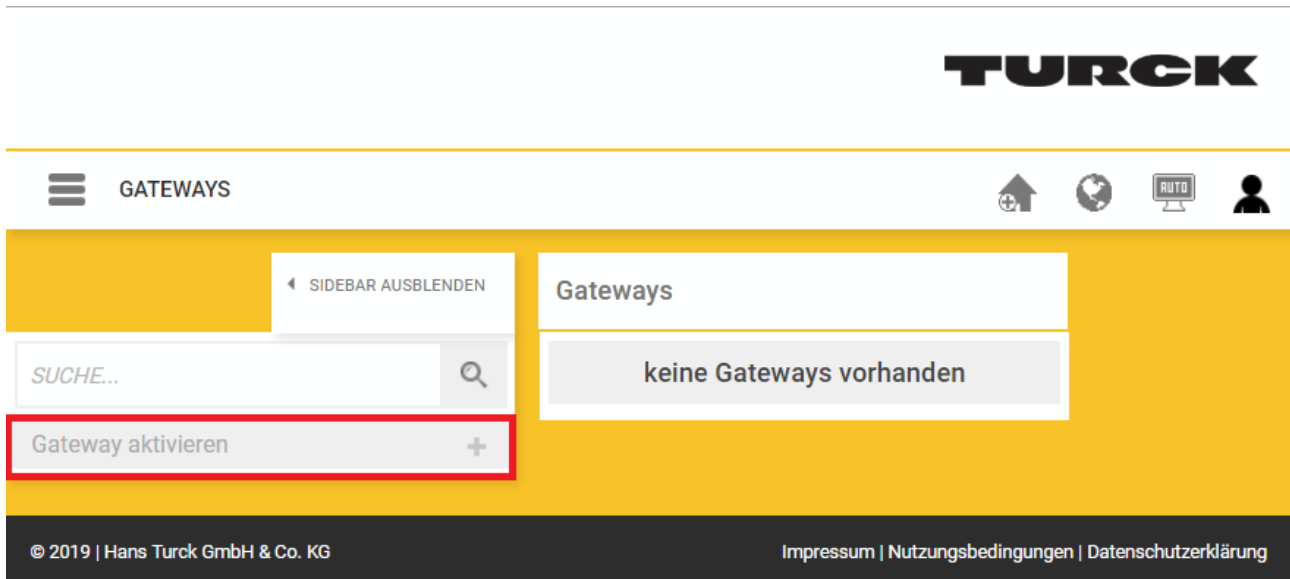 TURCK
GATEWAYS
AUTO
SIDEBAR AUSBLENDEN
Gateways
SUCHE...
keine Gateways vorhanden
Gateway aktivieren
© 2019 | Hans Turck GmbH & Co. KG
Impressum | Nutzungsbedingungen | Datenschutzerklärung